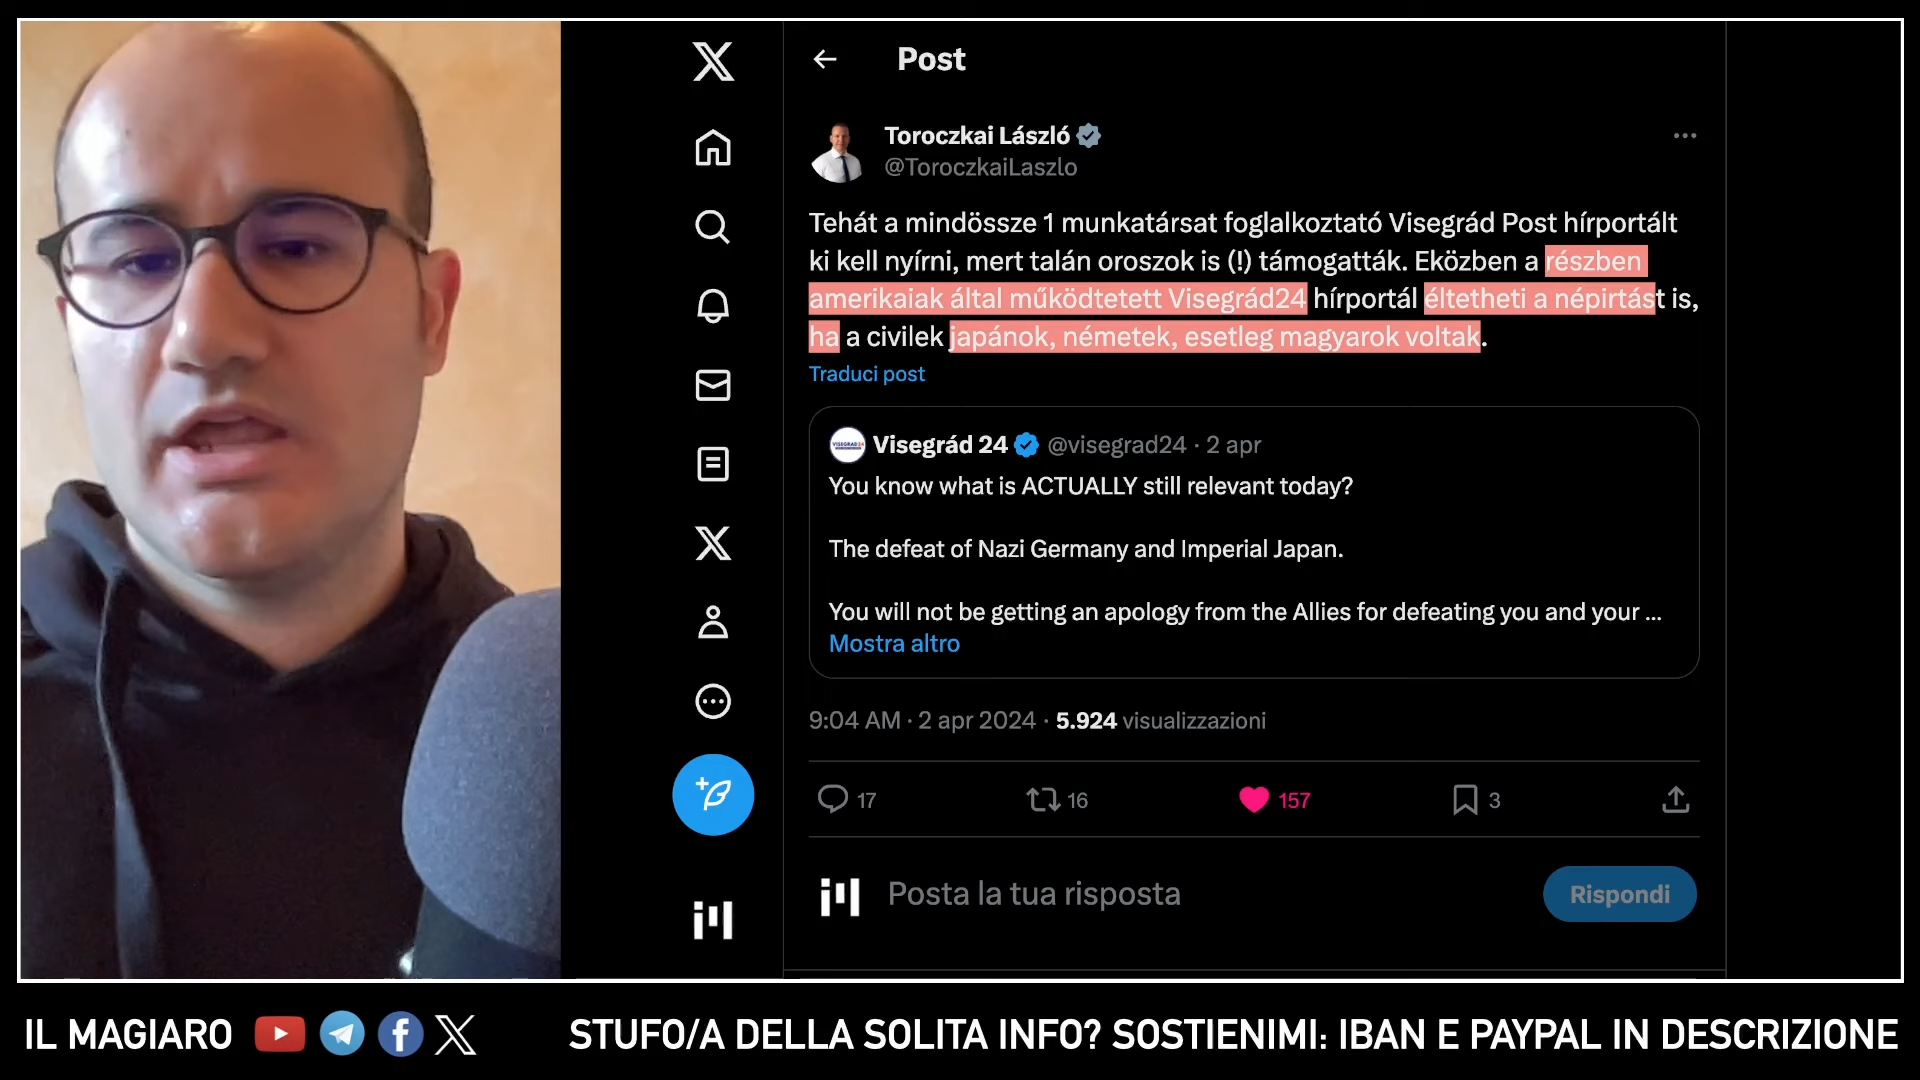 Post
Toroczkai László
@ToroczkaiLaszlo
Tehát a mindössze 1 munkatársat foglalkoztató Visegrád Post hírportált
ki kell nyírni, mert talán oroszok is (!) támogatták. Eközben a részben
amerikaiak által működtetett Visegrád24 hírportál éltetheti a népirtást is,
ha a civilek japánok, németek, esetleg magyarok voltak.
Traduci post
Visegrád 24 @visegrad24 · 2 apr
You know what is ACTUALLY still relevant today?
The defeat of Nazi Germany and Imperial Japan.
You will not be getting an apology from the Allies for defeating you and your ...
Mostra altro
9:04 AM · 2 apr 2024 · 5.924 visualizzazioni
17 16 157 3
Posta la tua risposta
Rispondi
IL MAGIARO
STUFO/A DELLA SOLITA INFO? SOSTIENIMI: IBAN E PAYPAL IN DESCRIZIONE